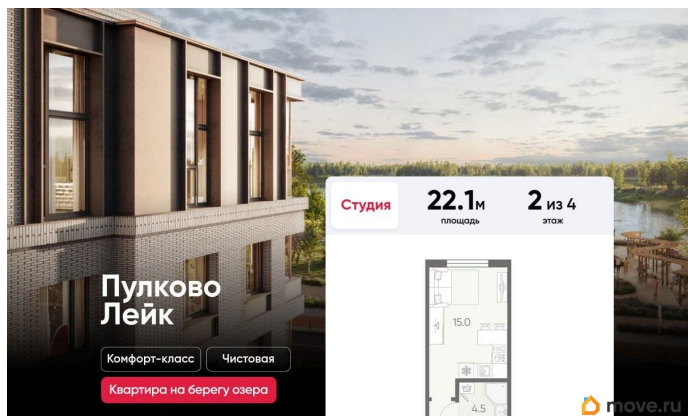 Студия
22.1м
площадь
2 из 4
этаж
Пулково
Лейк
Комфорт-класс
Чистовая
Квартира на берегу озера
15.0
4.5
move.ru